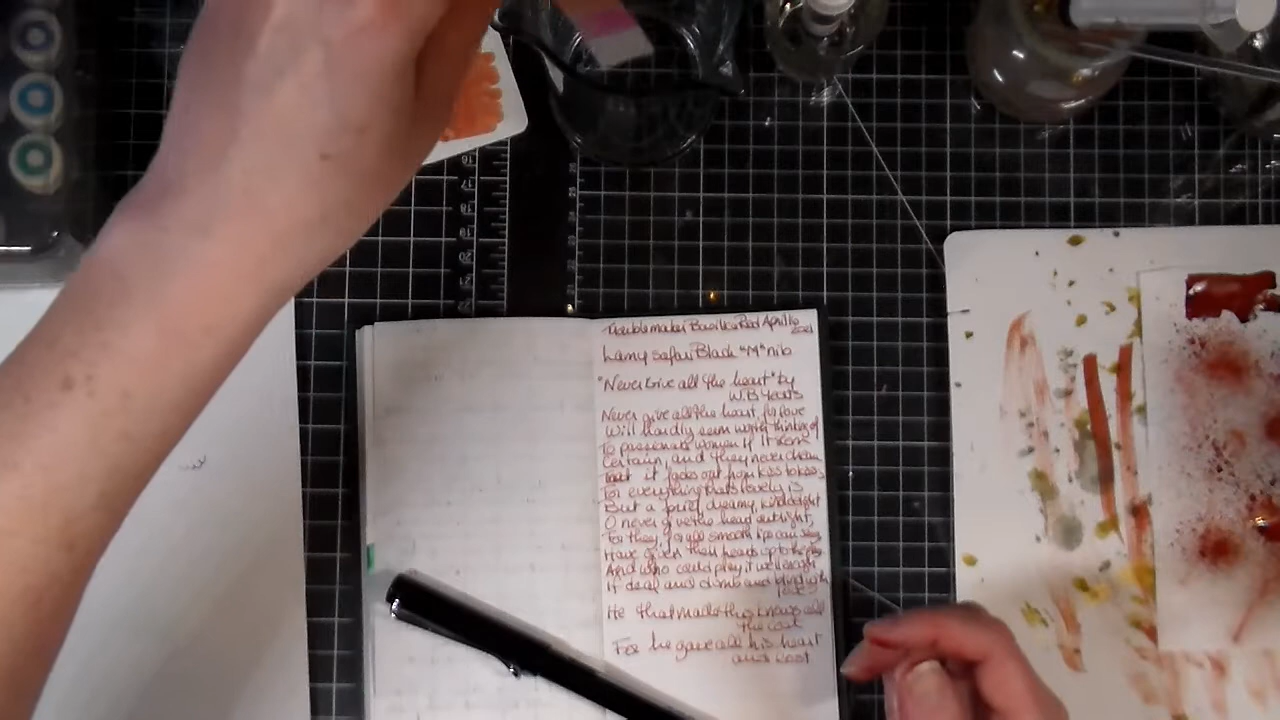 Troublemaker Basilica Red April 16
2021
Lamy Safari Black "M" nib
"Never Give all the heart" by
W.B Yeats
Never give all the heart, for love
Will hardly seem worth thinking of
To passionate women if it seem
Certain, and they never dream
that it fades out from kiss to kiss;
For everything thats lovely is
But a brief, dreamy, kind delight
O never give the heart outright,
For they, for all smooth lips can say,
Have given their hearts up to the play
And who could play it well enough
If deaf and dumb and blind with
love?
He that made this knows all
the cost
For he gave all his heart
and lost